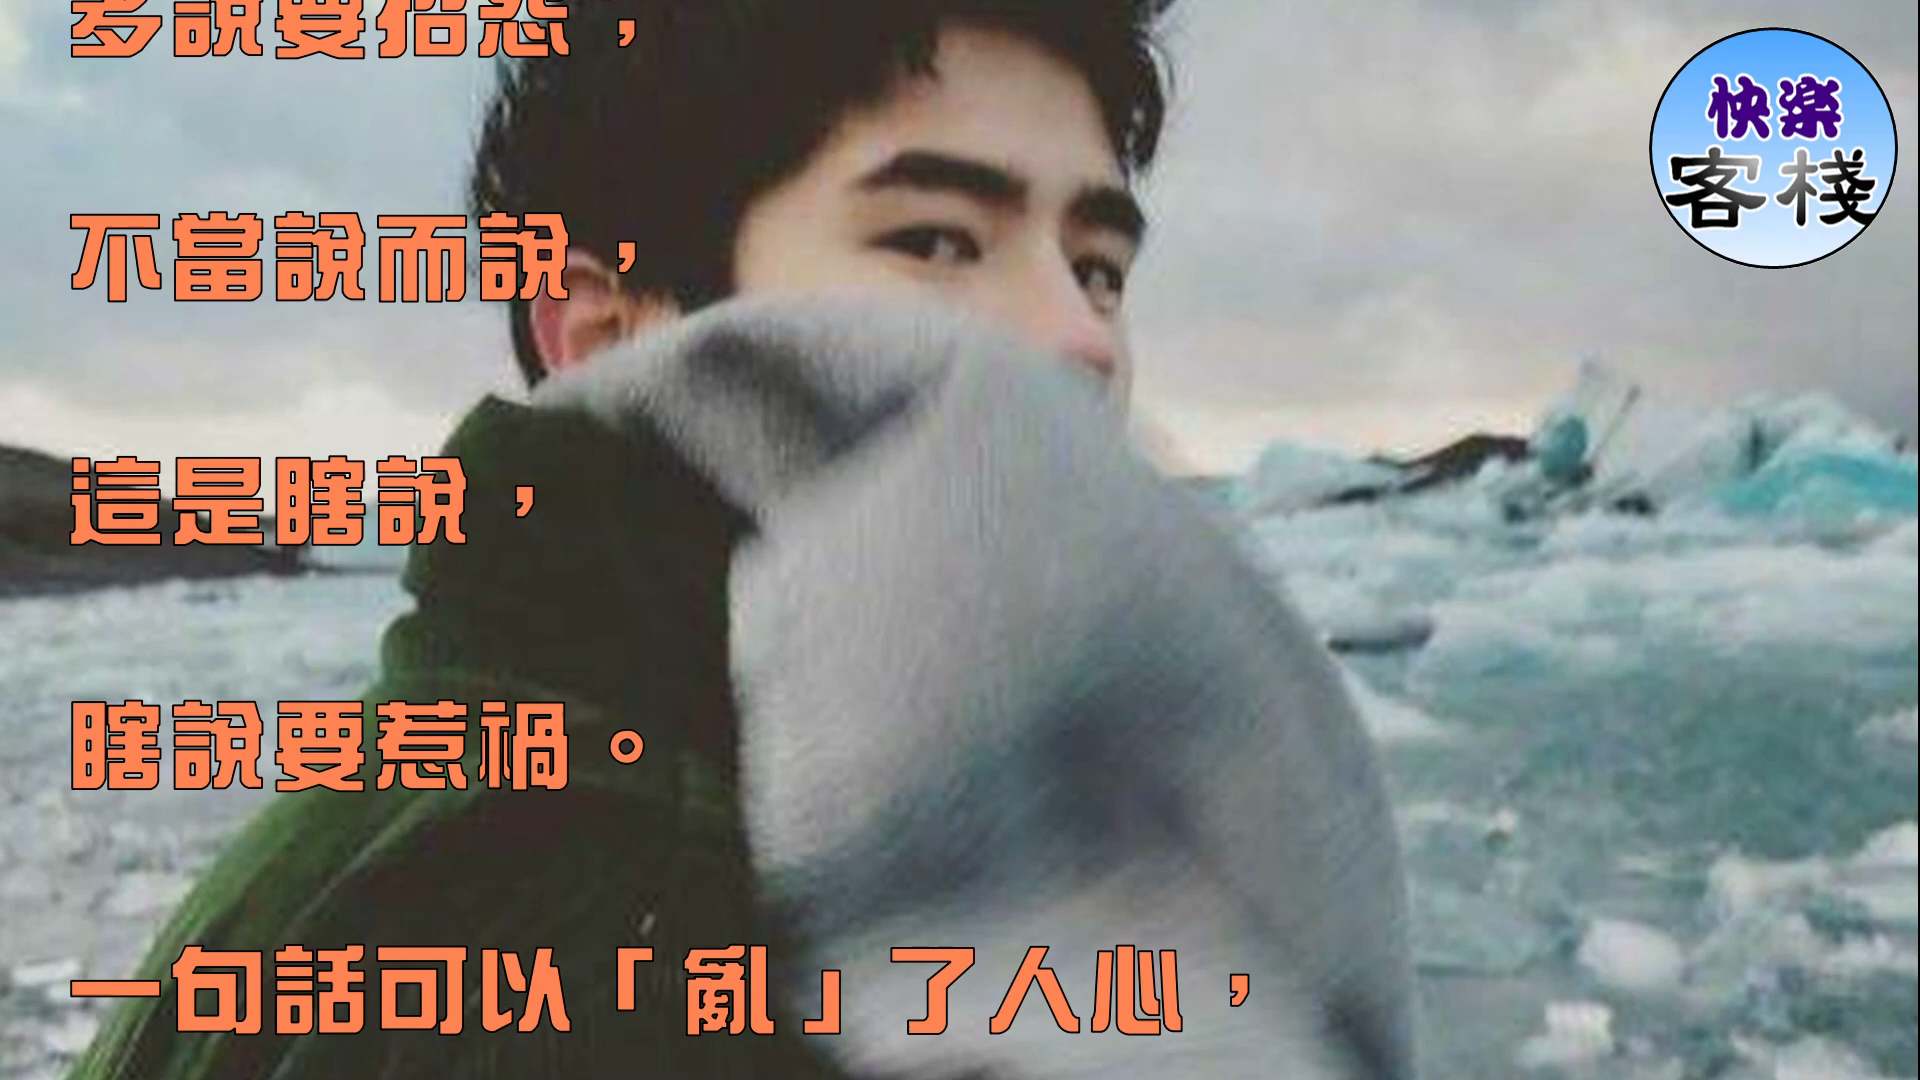 多說要招怨，
不當說而說，
這是瞎說，
瞎說要惹禍。
一句話可以「亂」了人心，
快楽
客棧